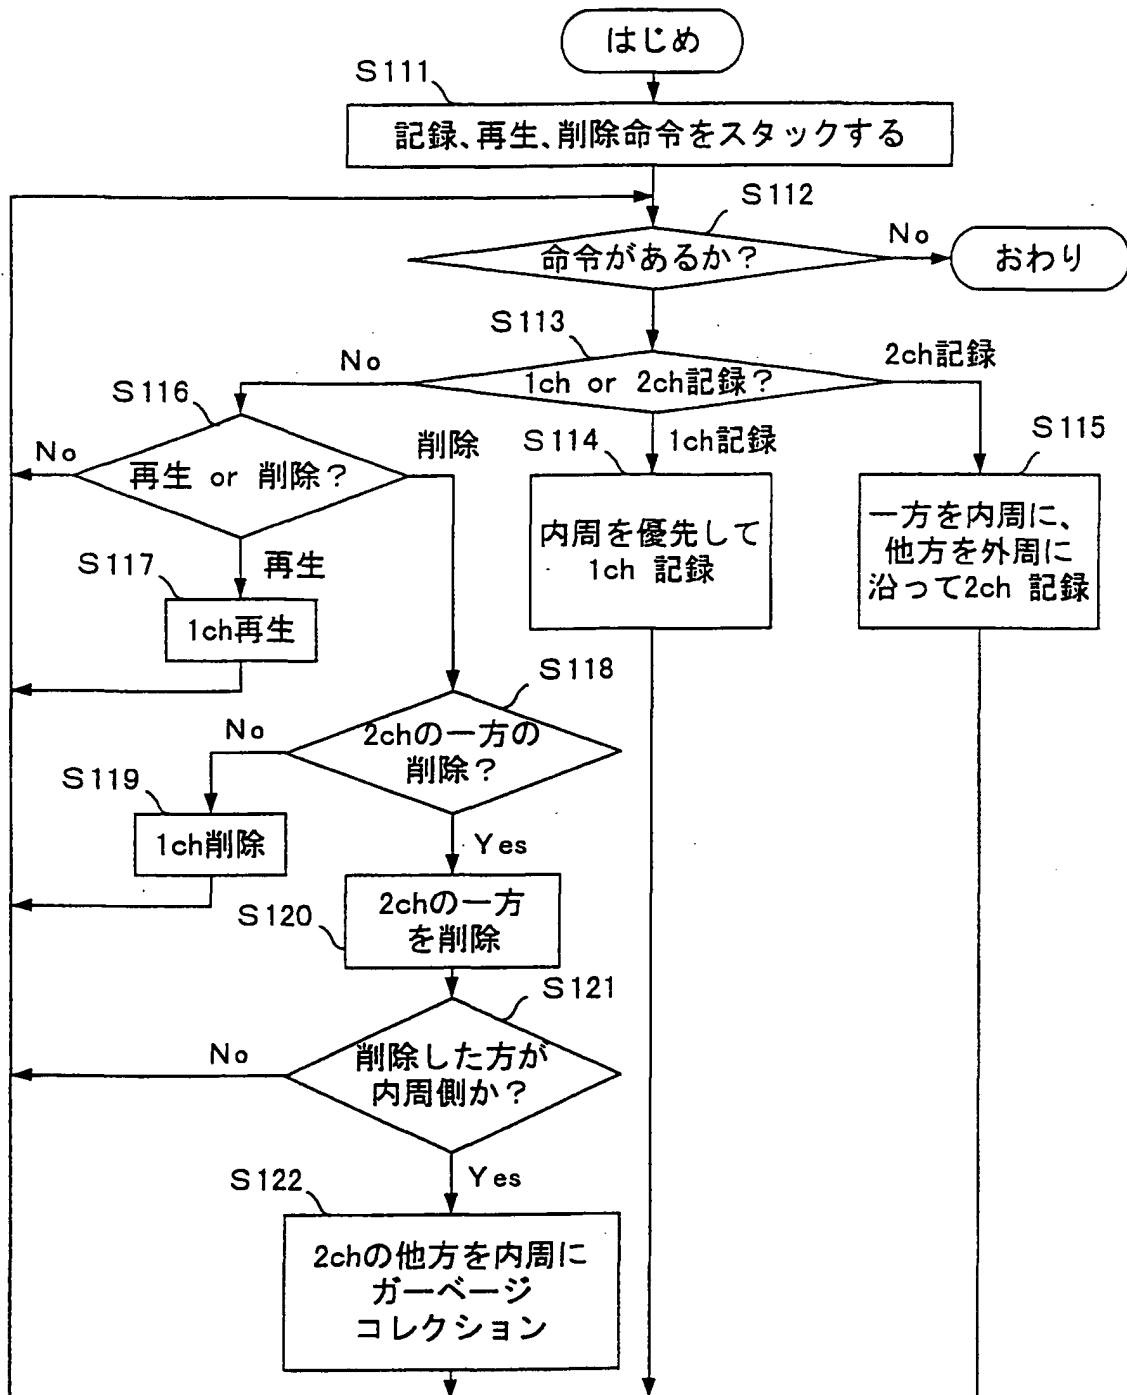 はじめ
S111
記録、再生、削除命令をスタックする
S112
命令があるか？
No
おわり
S113
1ch or 2ch記録？
No
2ch記録
S116
再生 or 削除？
No
削除
S114
1ch記録
内周を優先して
1ch 記録
S115
一方を内周に、
他方を外周に
沿って2ch 記録
S117
再生
1ch再生
S118
2chの一方の
削除？
No
S119
1ch削除
Yes
S120
2chの一方
を削除
S121
削除した方が
内周側か？
No
Yes
S122
2chの他方を内周に
ガーベージ
コレクション